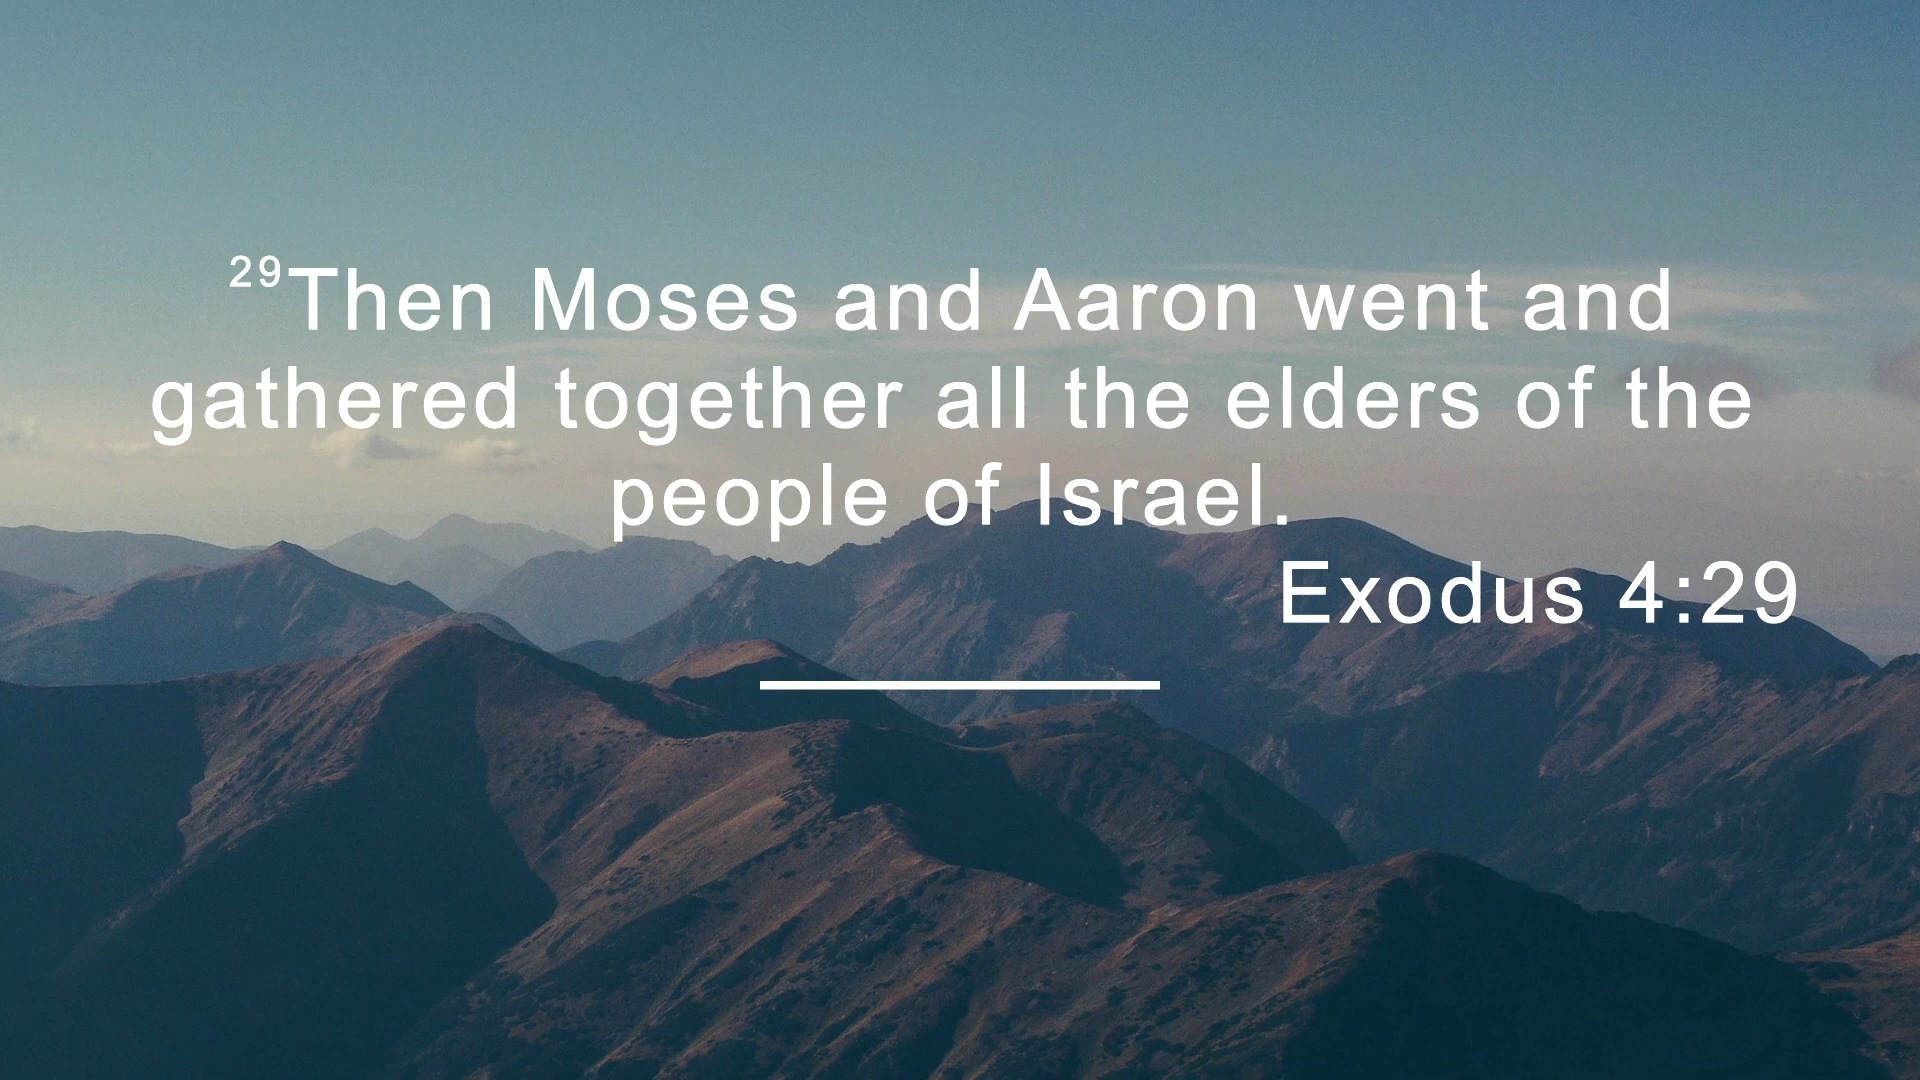 29Then Moses and Aaron went and
gathered together all the elders of the
people of Israel.
Exodus 4:29